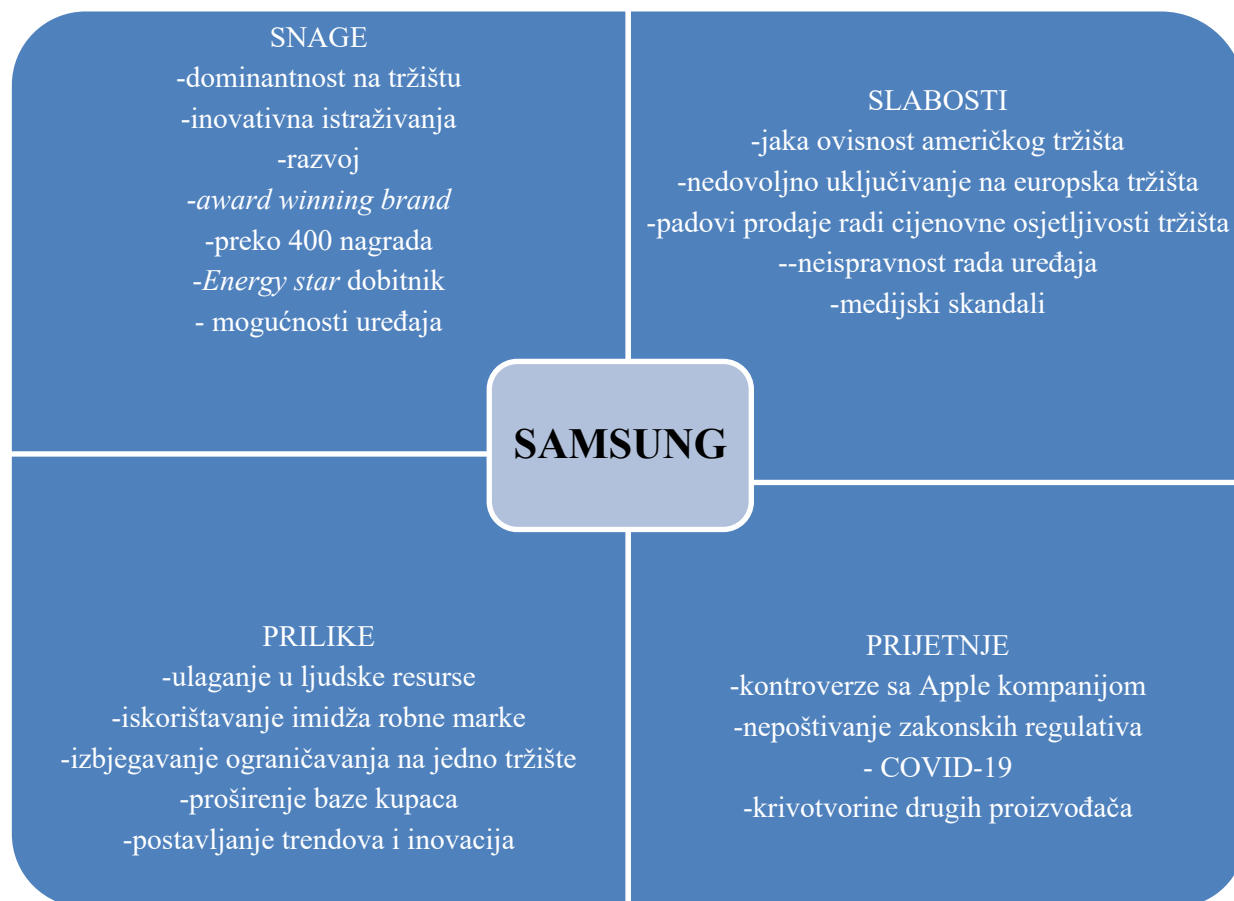 SNAGE
-dominantnost na tržištu
-inovativna istraživanja
-razvoj
-award winning brand
-preko 400 nagrada
-Energy star dobitnik
- mogućnosti uređaja
SLABOSTI
-jaka ovisnost američkog tržišta
-nedovoljno uključivanje na europska tržišta
-padovi prodaje radi cijenovne osjetljivosti tržišta
--neispravnost rada uređaja
-medijski skandali
SAMSUNG
PRILIKE
-ulaganje u ljudske resurse
-iskorištavanje imidža robne marke
-izbjegavanje ograničavanja na jedno tržište
-proširenje baze kupaca
-postavljanje trendova i inovacija
PRIJETNJE
-kontroverze sa Apple kompanijom
-nepoštivanje zakonskih regulativa
- COVID-19
-krivotvorine drugih proizvođača